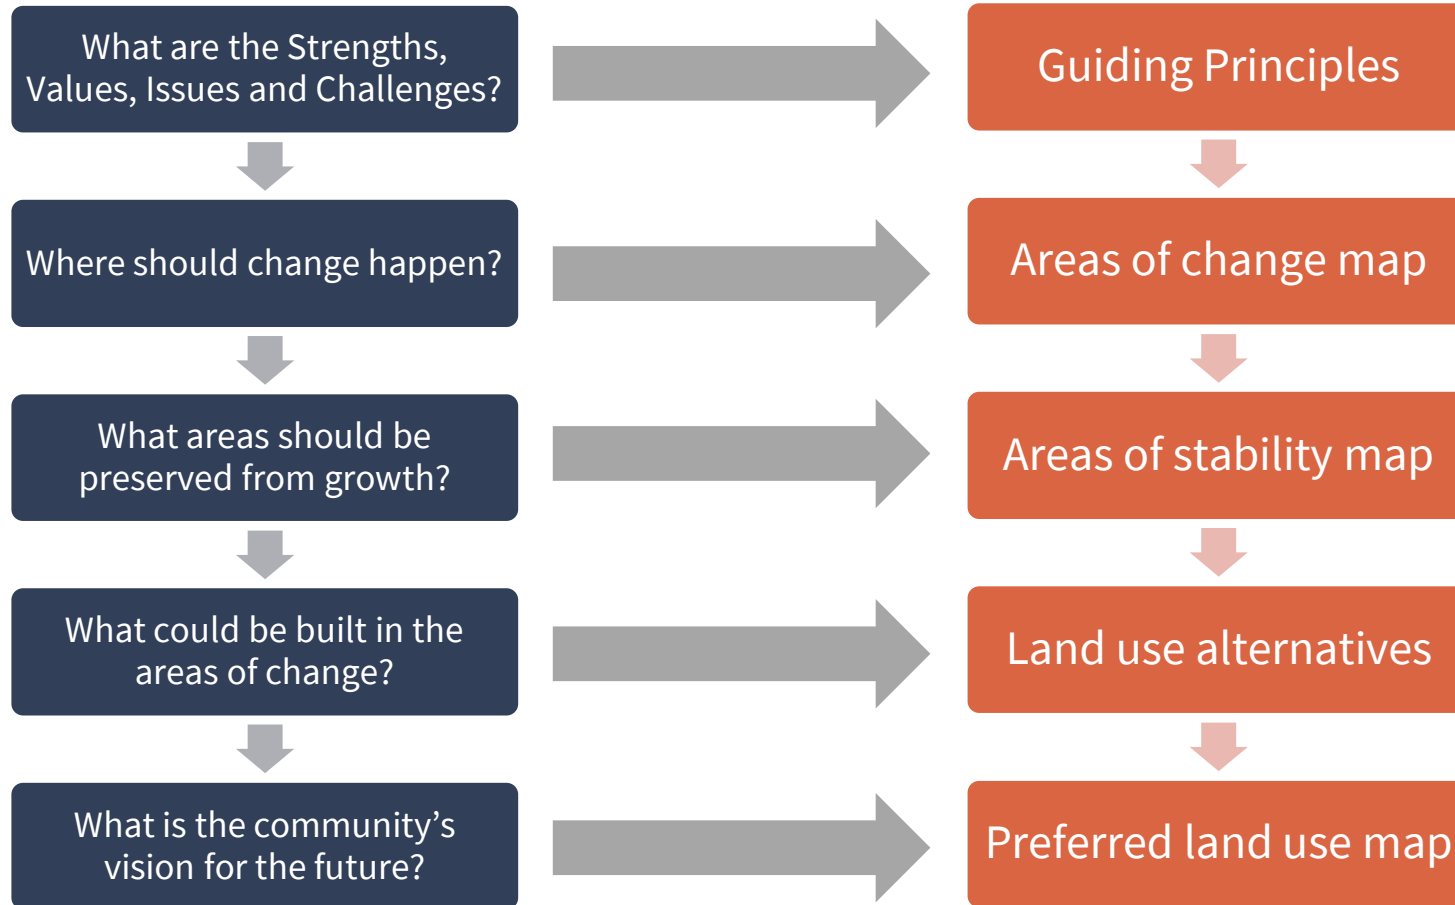 What are the Strengths,
Values, Issues and Challenges?
Guiding Principles
Where should change happen?
Areas of change map
What areas should be
preserved from growth?
Areas of stability map
What could be built in the
areas of change?
Land use alternatives
What is the community’s
vision for the future?
Preferred land use map